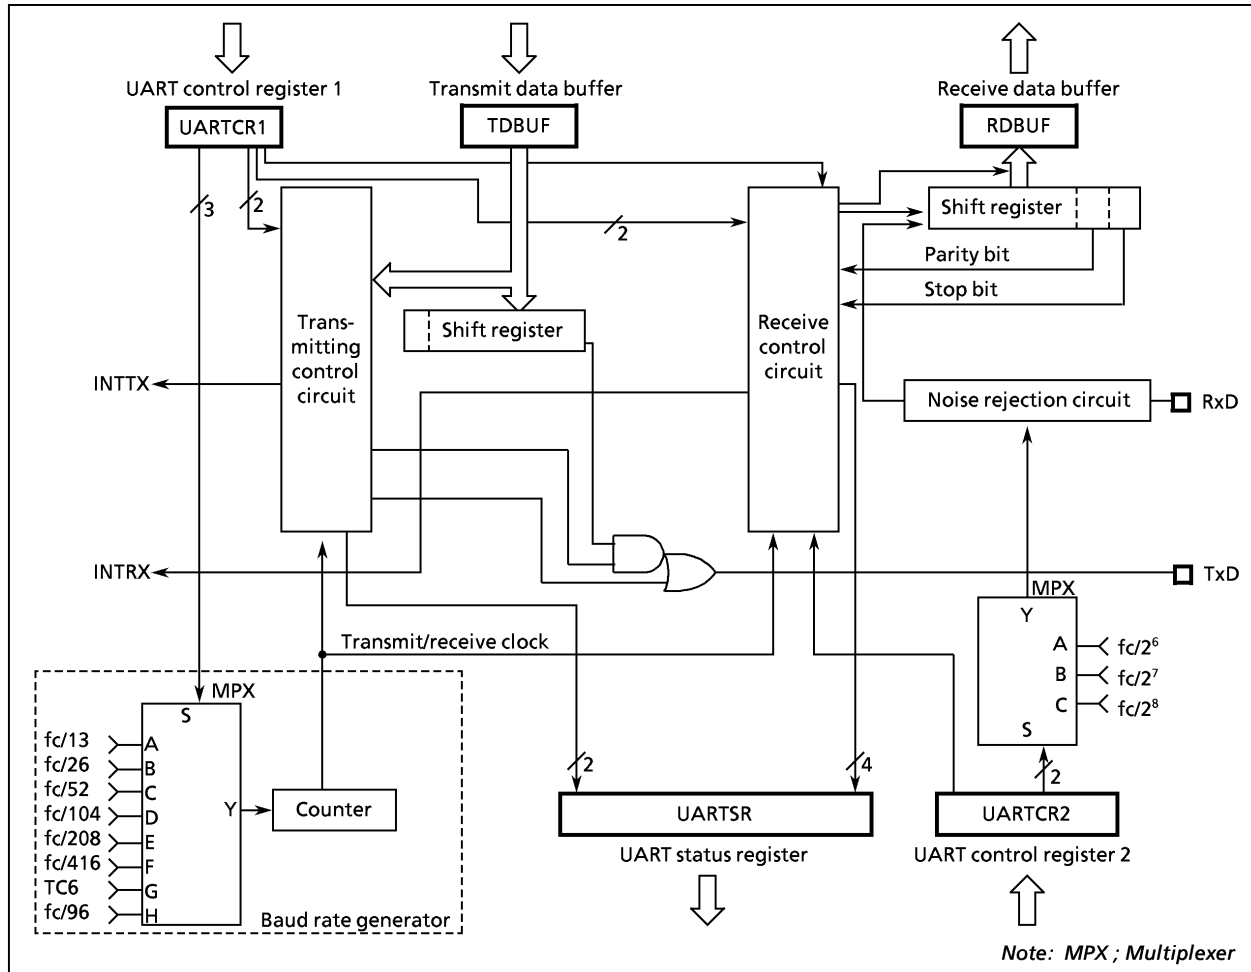 UART control register 1
Transmit data buffer
Receive data buffer
UARTCR1
TDBUF
RDBUF
3
2
2
Shift register
Parity bit
Stop bit
Trans-
mitting
control
circuit
Shift register
Receive
control
circuit
INTTX
Noise rejection circuit
RxD
INTRX
TxD
MPX
Y
A
fc/2⁶
B
fc/2⁷
C
fc/2⁸
S
Transmit/receive clock
MPX
S
fc/13
A
fc/26
B
fc/52
C
fc/104
D
fc/208
E
fc/416
F
TC6
G
fc/96
H
Y
Counter
Baud rate generator
2
4
2
UARTSR
UARTCR2
UART status register
UART control register 2
Note: MPX ; Multiplexer